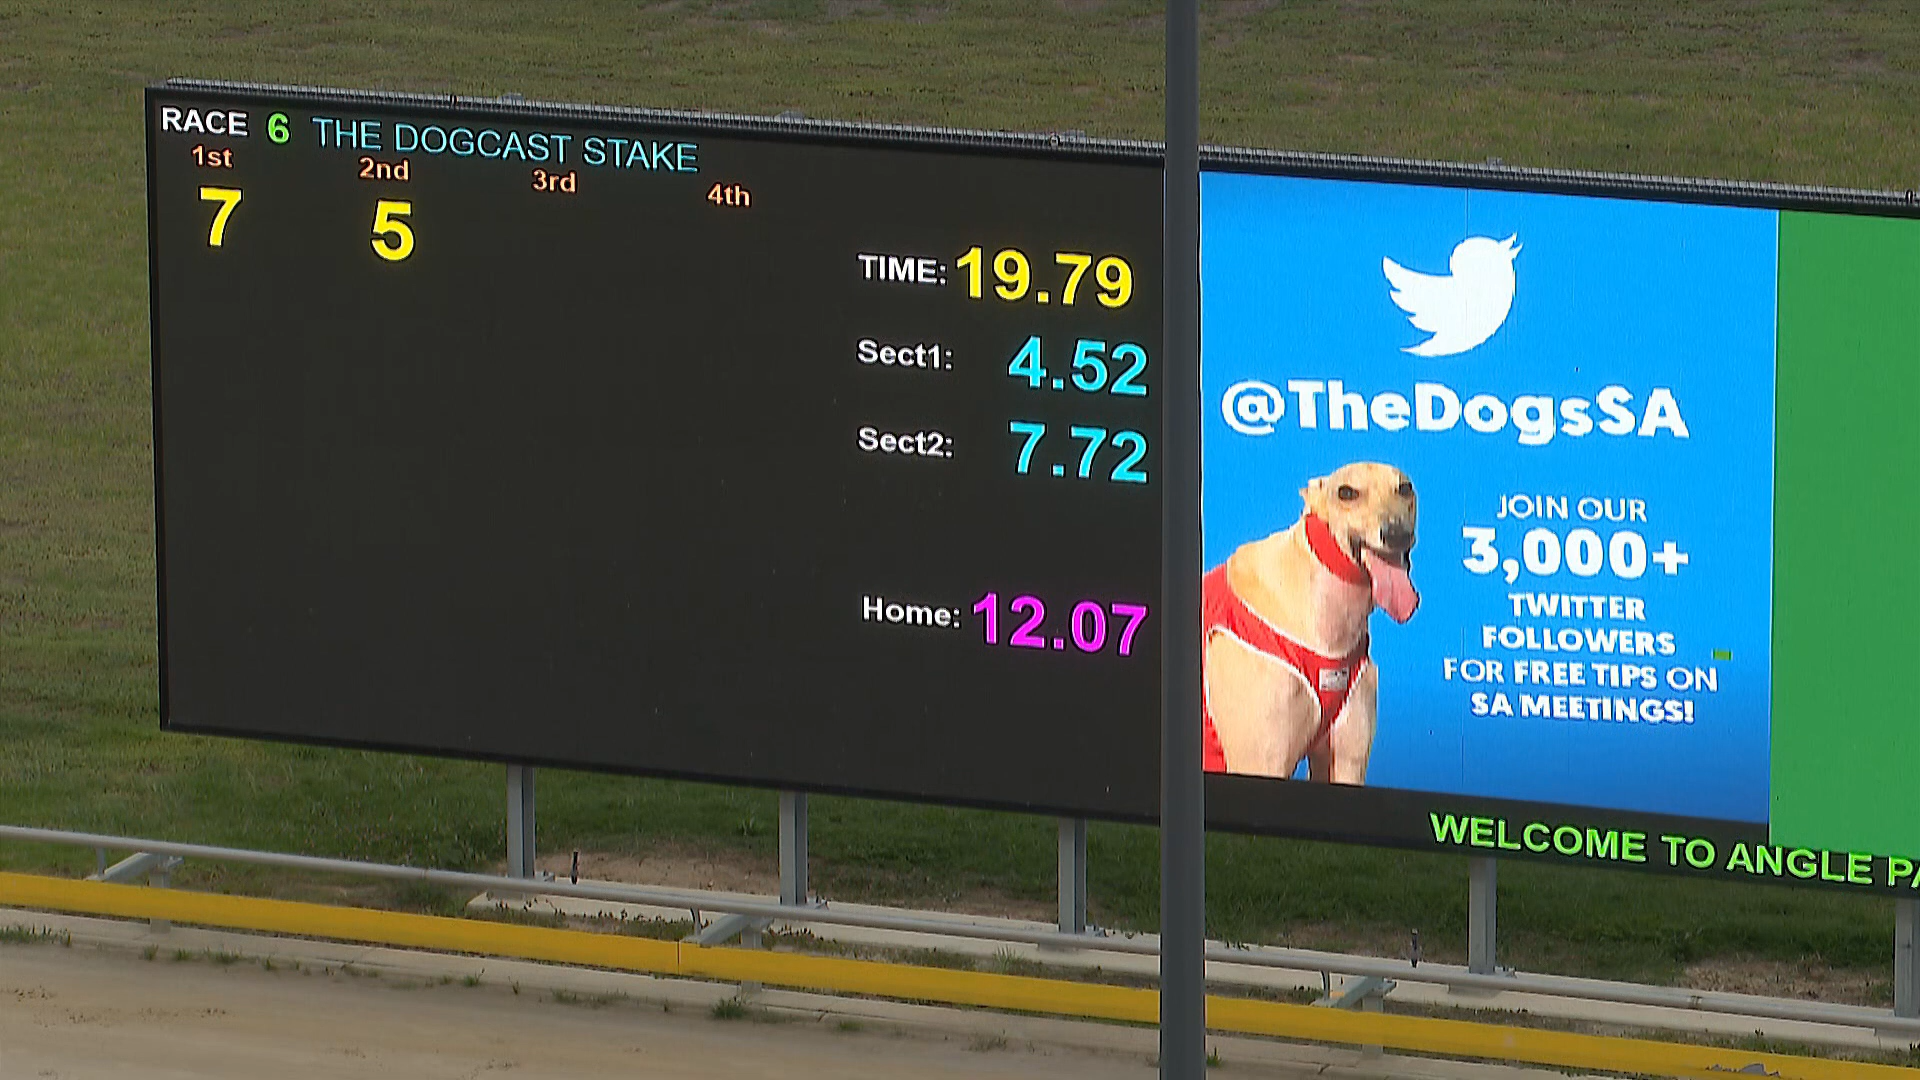 RACE 6 THE DOGCAST STAKE
1st 2nd 3rd 4th
7 5
TIME: 19.79
Sect1: 4.52
Sect2: 7.72
Home: 12.07
@TheDogsSA
JOIN OUR
3,000+
TWITTER
FOLLOWERS
FOR FREE TIPS ON
SA MEETINGS!
WELCOME TO ANGLE PA